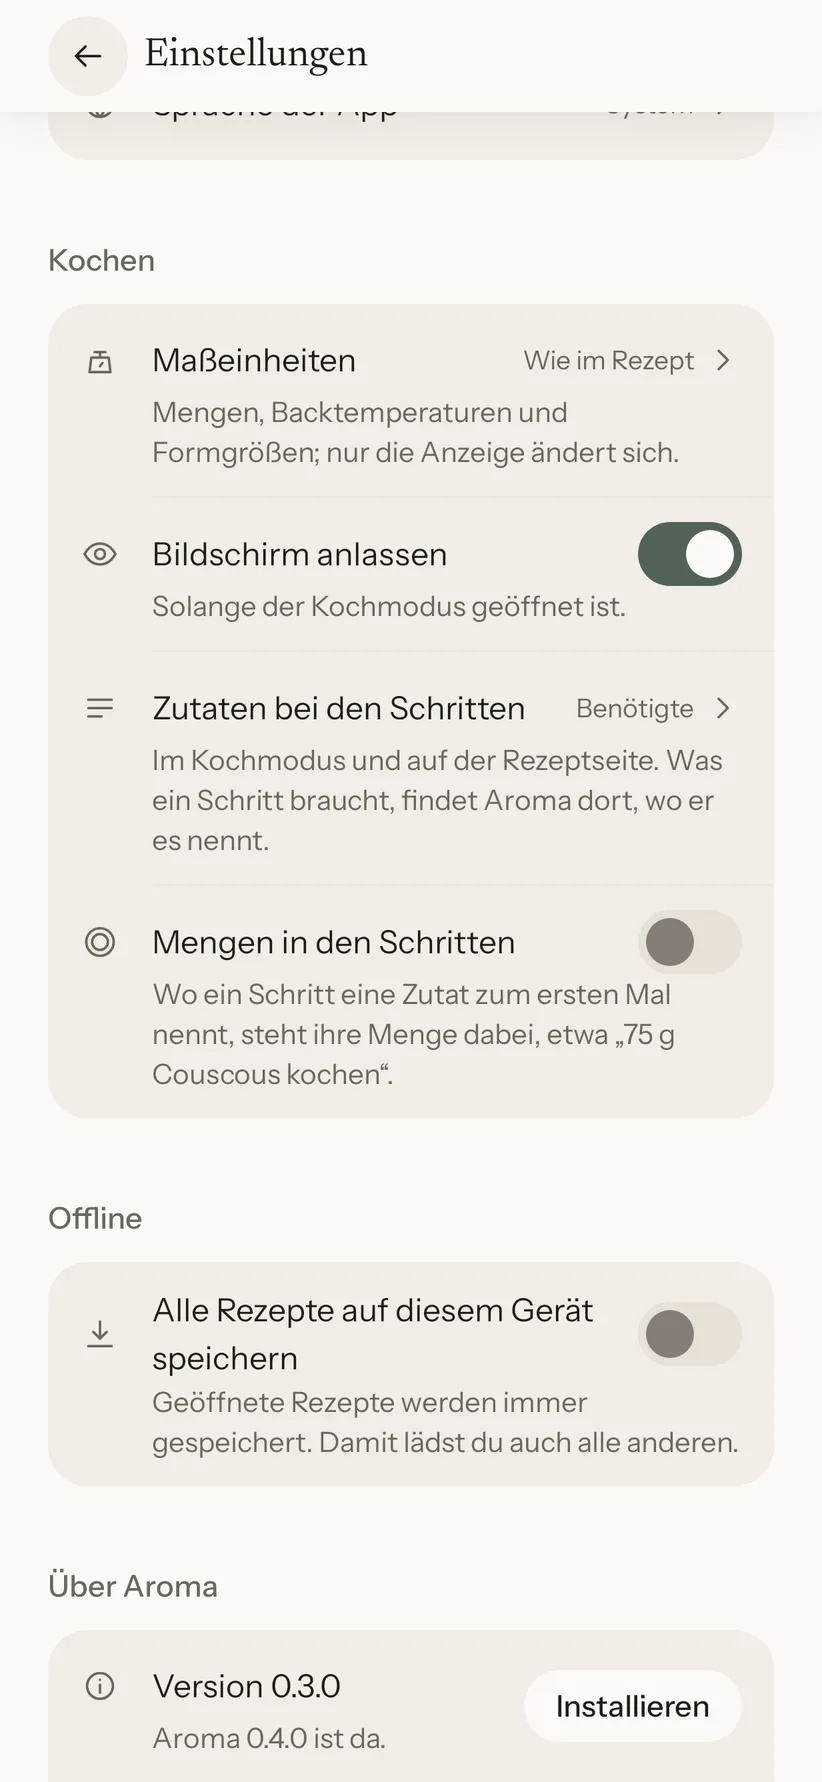 Einstellungen
Sprache der App System
Kochen
Maßeinheiten Wie im Rezept
Mengen, Backtemperaturen und
Formgrößen; nur die Anzeige ändert sich.
Bildschirm anlassen
Solange der Kochmodus geöffnet ist.
Zutaten bei den Schritten Benötigte
Im Kochmodus und auf der Rezeptseite. Was
ein Schritt braucht, findet Aroma dort, wo er
es nennt.
Mengen in den Schritten
Wo ein Schritt eine Zutat zum ersten Mal
nennt, steht ihre Menge dabei, etwa „75 g
Couscous kochen“.
Offline
Alle Rezepte auf diesem Gerät
speichern
Geöffnete Rezepte werden immer
gespeichert. Damit lädst du auch alle anderen.
Über Aroma
Version 0.3.0 Installieren
Aroma 0.4.0 ist da.